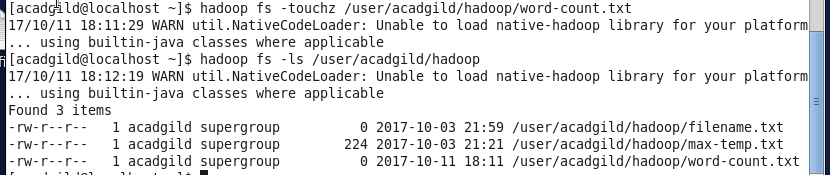 [acadgild@localhost ~]$ hadoop fs -touchz /user/acadgild/hadoop/word-count.txt
17/10/11 18:11:29 WARN util.NativeCodeLoader: Unable to load native-hadoop library for your platform
... using builtin-java classes where applicable
[acadgild@localhost ~]$ hadoop fs -ls /user/acadgild/hadoop
17/10/11 18:12:19 WARN util.NativeCodeLoader: Unable to load native-hadoop library for your platform
... using builtin-java classes where applicable
Found 3 items
-rw-r--r--   1 acadgild supergroup          0 2017-10-03 21:59 /user/acadgild/hadoop/filename.txt
-rw-r--r--   1 acadgild supergroup        224 2017-10-03 21:21 /user/acadgild/hadoop/max-temp.txt
-rw-r--r--   1 acadgild supergroup          0 2017-10-11 18:11 /user/acadgild/hadoop/word-count.txt